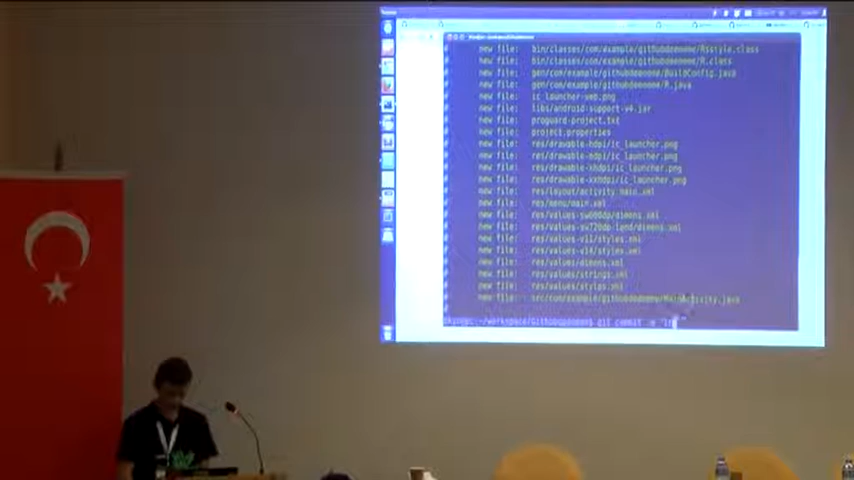 # new file: bin/classes/com/example/githubdemome/R$style.class
# new file: bin/classes/com/example/githubdemome/R.class
# new file: gen/com/example/githubdemome/BuildConfig.java
# new file: gen/com/example/githubdemome/R.java
# new file: ic_launcher-web.png
# new file: libs/android-support-v4.jar
# new file: proguard-project.txt
# new file: project.properties
# new file: res/drawable-hdpi/ic_launcher.png
# new file: res/drawable-mdpi/ic_launcher.png
# new file: res/drawable-xhdpi/ic_launcher.png
# new file: res/drawable-xxhdpi/ic_launcher.png
# new file: res/layout/activity_main.xml
# new file: res/menu/main.xml
# new file: res/values-sw600dp/dimens.xml
# new file: res/values-sw720dp-land/dimens.xml
# new file: res/values-v11/styles.xml
# new file: res/values-v14/styles.xml
# new file: res/values/dimens.xml
# new file: res/values/strings.xml
# new file: res/values/styles.xml
# new file: src/com/example/githubdemome/MainActivity.java
#
git commit